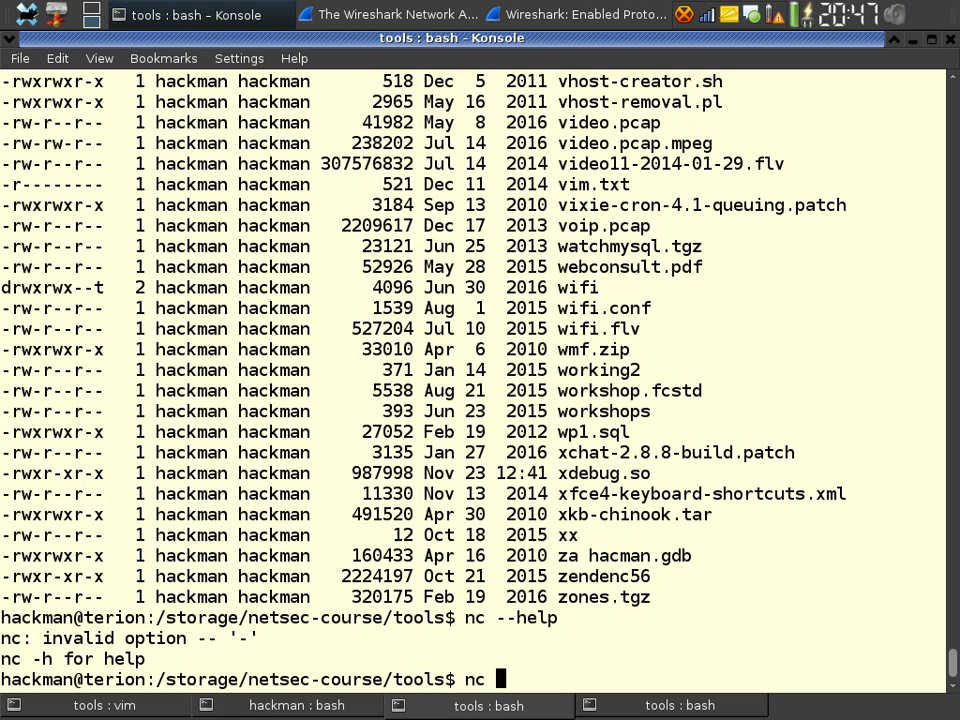 tools : bash – Konsole
The Wireshark Network A...
Wireshark: Enabled Proto...
20:47
tools : bash – Konsole
File Edit View Bookmarks Settings Help
-rwxrwxr-x 1 hackman hackman 518 Dec 5 2011 vhost-creator.sh
-rwxrwxr-x 1 hackman hackman 2965 May 16 2011 vhost-removal.pl
-rw-r--r-- 1 hackman hackman 41982 May 8 2016 video.pcap
-rw-rw-r-- 1 hackman hackman 238202 Jul 14 2016 video.pcap.mpeg
-rw-r--r-- 1 hackman hackman 307576832 Jul 14 2014 video11-2014-01-29.flv
-r-------- 1 hackman hackman 521 Dec 11 2014 vim.txt
-rwxrwxr-x 1 hackman hackman 3184 Sep 13 2010 vixie-cron-4.1-queuing.patch
-rw-r--r-- 1 hackman hackman 2209617 Dec 17 2013 voip.pcap
-rw-r--r-- 1 hackman hackman 23121 Jun 25 2013 watchmysql.tgz
-rw-r--r-- 1 hackman hackman 52926 May 28 2015 webconsult.pdf
drwxrwx--t 2 hackman hackman 4096 Jun 30 2016 wifi
-rw-r--r-- 1 hackman hackman 1539 Aug 1 2015 wifi.conf
-rw-r--r-- 1 hackman hackman 527204 Jul 10 2015 wifi.flv
-rwxrwxr-x 1 hackman hackman 33010 Apr 6 2010 wmf.zip
-rw-r--r-- 1 hackman hackman 371 Jan 14 2015 working2
-rw-r--r-- 1 hackman hackman 5538 Aug 21 2015 workshop.fcstd
-rw-r--r-- 1 hackman hackman 393 Jun 23 2015 workshops
-rwxrwxr-x 1 hackman hackman 27052 Feb 19 2012 wp1.sql
-rw-r--r-- 1 hackman hackman 3135 Jan 27 2016 xchat-2.8.8-build.patch
-rwxr-xr-x 1 hackman hackman 987998 Nov 23 12:41 xdebug.so
-rw-r--r-- 1 hackman hackman 11330 Nov 13 2014 xfce4-keyboard-shortcuts.xml
-rwxrwxr-x 1 hackman hackman 491520 Apr 30 2010 xkb-chinook.tar
-rw-r--r-- 1 hackman hackman 12 Oct 18 2015 xx
-rwxrwxr-x 1 hackman hackman 160433 Apr 16 2010 za hacman.gdb
-rwxr-xr-x 1 hackman hackman 2224197 Oct 21 2015 zendenc56
-rw-r--r-- 1 hackman hackman 320175 Feb 19 2016 zones.tgz
hackman@terion:/storage/netsec-course/tools$ nc --help
nc: invalid option -- '-'
nc -h for help
hackman@terion:/storage/netsec-course/tools$ nc
tools : vim
hackman : bash
tools : bash
tools : bash